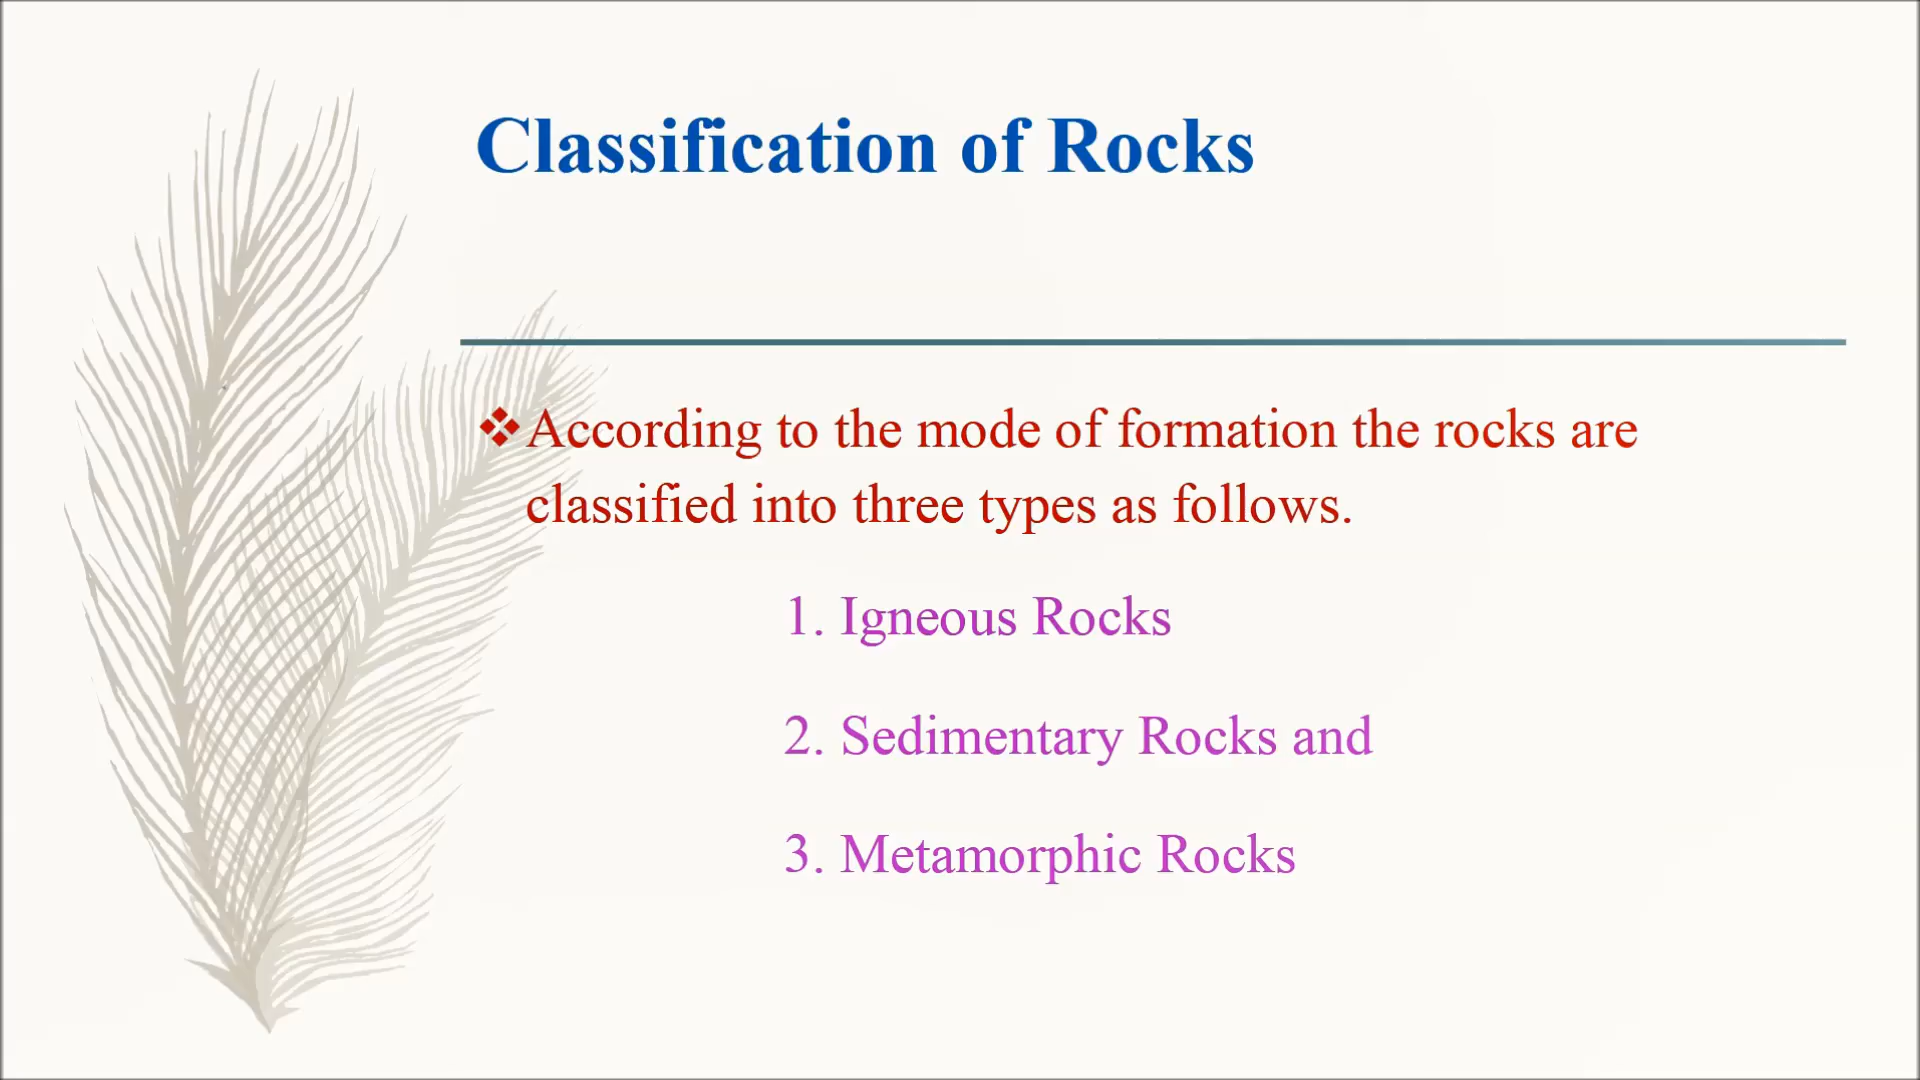 Classification of Rocks
❖According to the mode of formation the rocks are
classified into three types as follows.
1. Igneous Rocks
2. Sedimentary Rocks and
3. Metamorphic Rocks